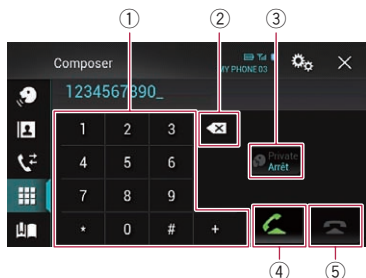 ① ② ③
Composer
MY PHONE 03
1234567890_
1 2 3
4 5 6
Private
Arrêt
7 8 9
* 0 # +
④ ⑤